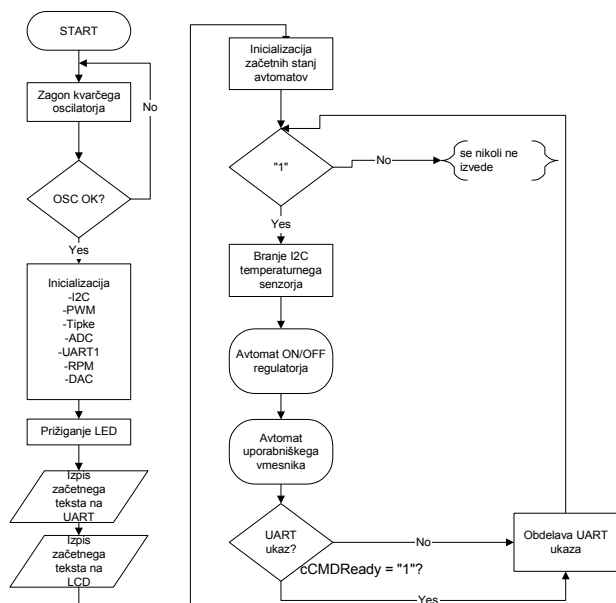 START
Zagon kvarčega
oscilatorja
No
OSC OK?
Yes
Inicializacija
-I2C
-PWM
-Tipke
-ADC
-UART1
-RPM
-DAC
Prižiganje LED
Izpis
začetnega
teksta na
UART
Izpis
začetnega
teksta na
LCD
Inicializacija
začetnih stanj
avtomatov
"1"
No
se nikoli ne
izvede
Yes
Branje I2C
temperaturnega
senzorja
Avtomat ON/OFF
regulatorja
Avtomat
uporabniškega
vmesnika
UART
ukaz?
No
cCMDReady = "1"?
Yes
Obdelava UART
ukaza